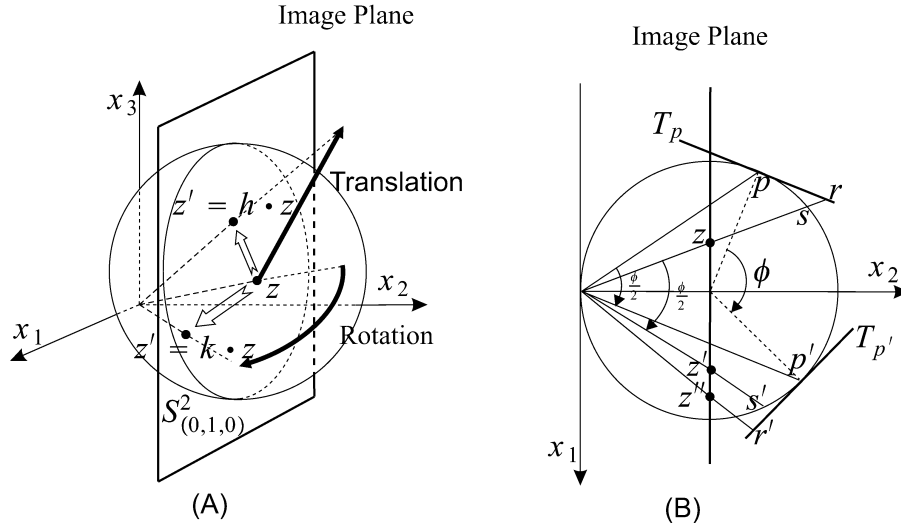 Image Plane
x₃
Translation
z' = h • z
z
x₂
x₁
Rotation
z' = k • z
S²₍₀,₁,₀₎
(A)
Image Plane
Tₚ
p
r
s
z
ϕ
x₂
ϕ/2
ϕ/2
Tₚ'
p'
z'
s'
z''
r'
x₁
(B)